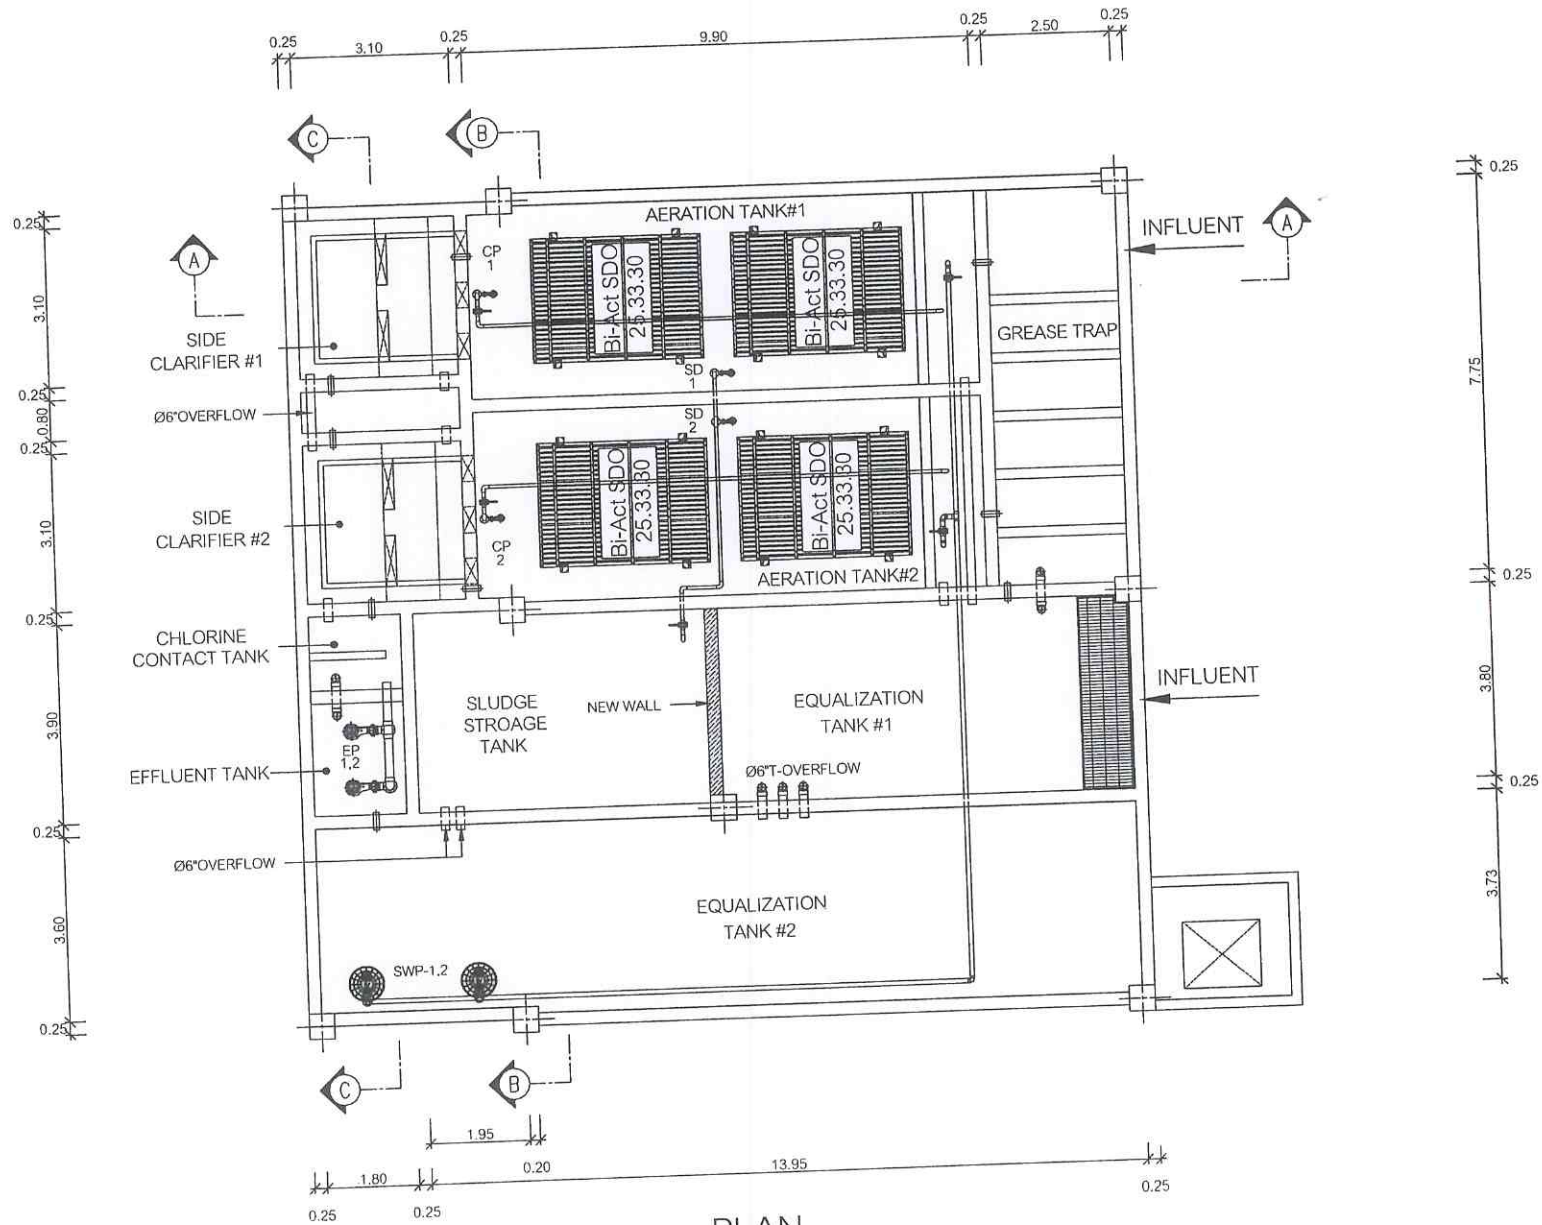 0.25
3.10
0.25
9.90
0.25
2.50
0.25
C
B
0.25
0.25
A
INFLUENT
A
AERATION TANK#1
CP
1
Bi-Act SDO
25.33.30
Bi-Act SDO
25.33.30
3.10
SIDE
CLARIFIER #1
GREASE TRAP
7.75
SD
1
0.25
Ø6"OVERFLOW
0.80
SD
2
0.25
Bi-Act SDO
25.33.30
Bi-Act SDO
25.33.30
SIDE
CLARIFIER #2
3.10
CP
2
AERATION TANK#2
0.25
0.25
CHLORINE
CONTACT TANK
INFLUENT
3.80
SLUDGE
STROAGE
TANK
NEW WALL
EQUALIZATION
TANK #1
3.90
EP
1,2
EFFLUENT TANK
Ø6"T-OVERFLOW
0.25
0.25
Ø6"OVERFLOW
3.73
EQUALIZATION
TANK #2
3.60
SWP-1,2
0.25
C
B
1.95
0.20
13.95
1.80
0.25
0.25
0.25
PLAN